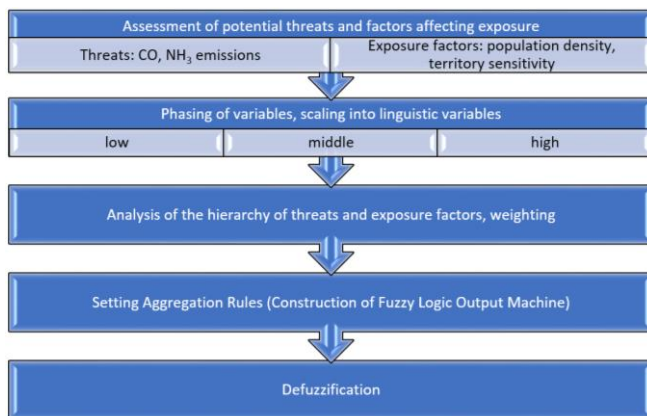 Assessment of potential threats and factors affecting exposure
Threats: CO, NH₃ emissions
Exposure factors: population density,
territory sensitivity
Phasing of variables, scaling into linguistic variables
low
middle
high
Analysis of the hierarchy of threats and exposure factors, weighting
Setting Aggregation Rules (Construction of Fuzzy Logic Output Machine)
Defuzzification